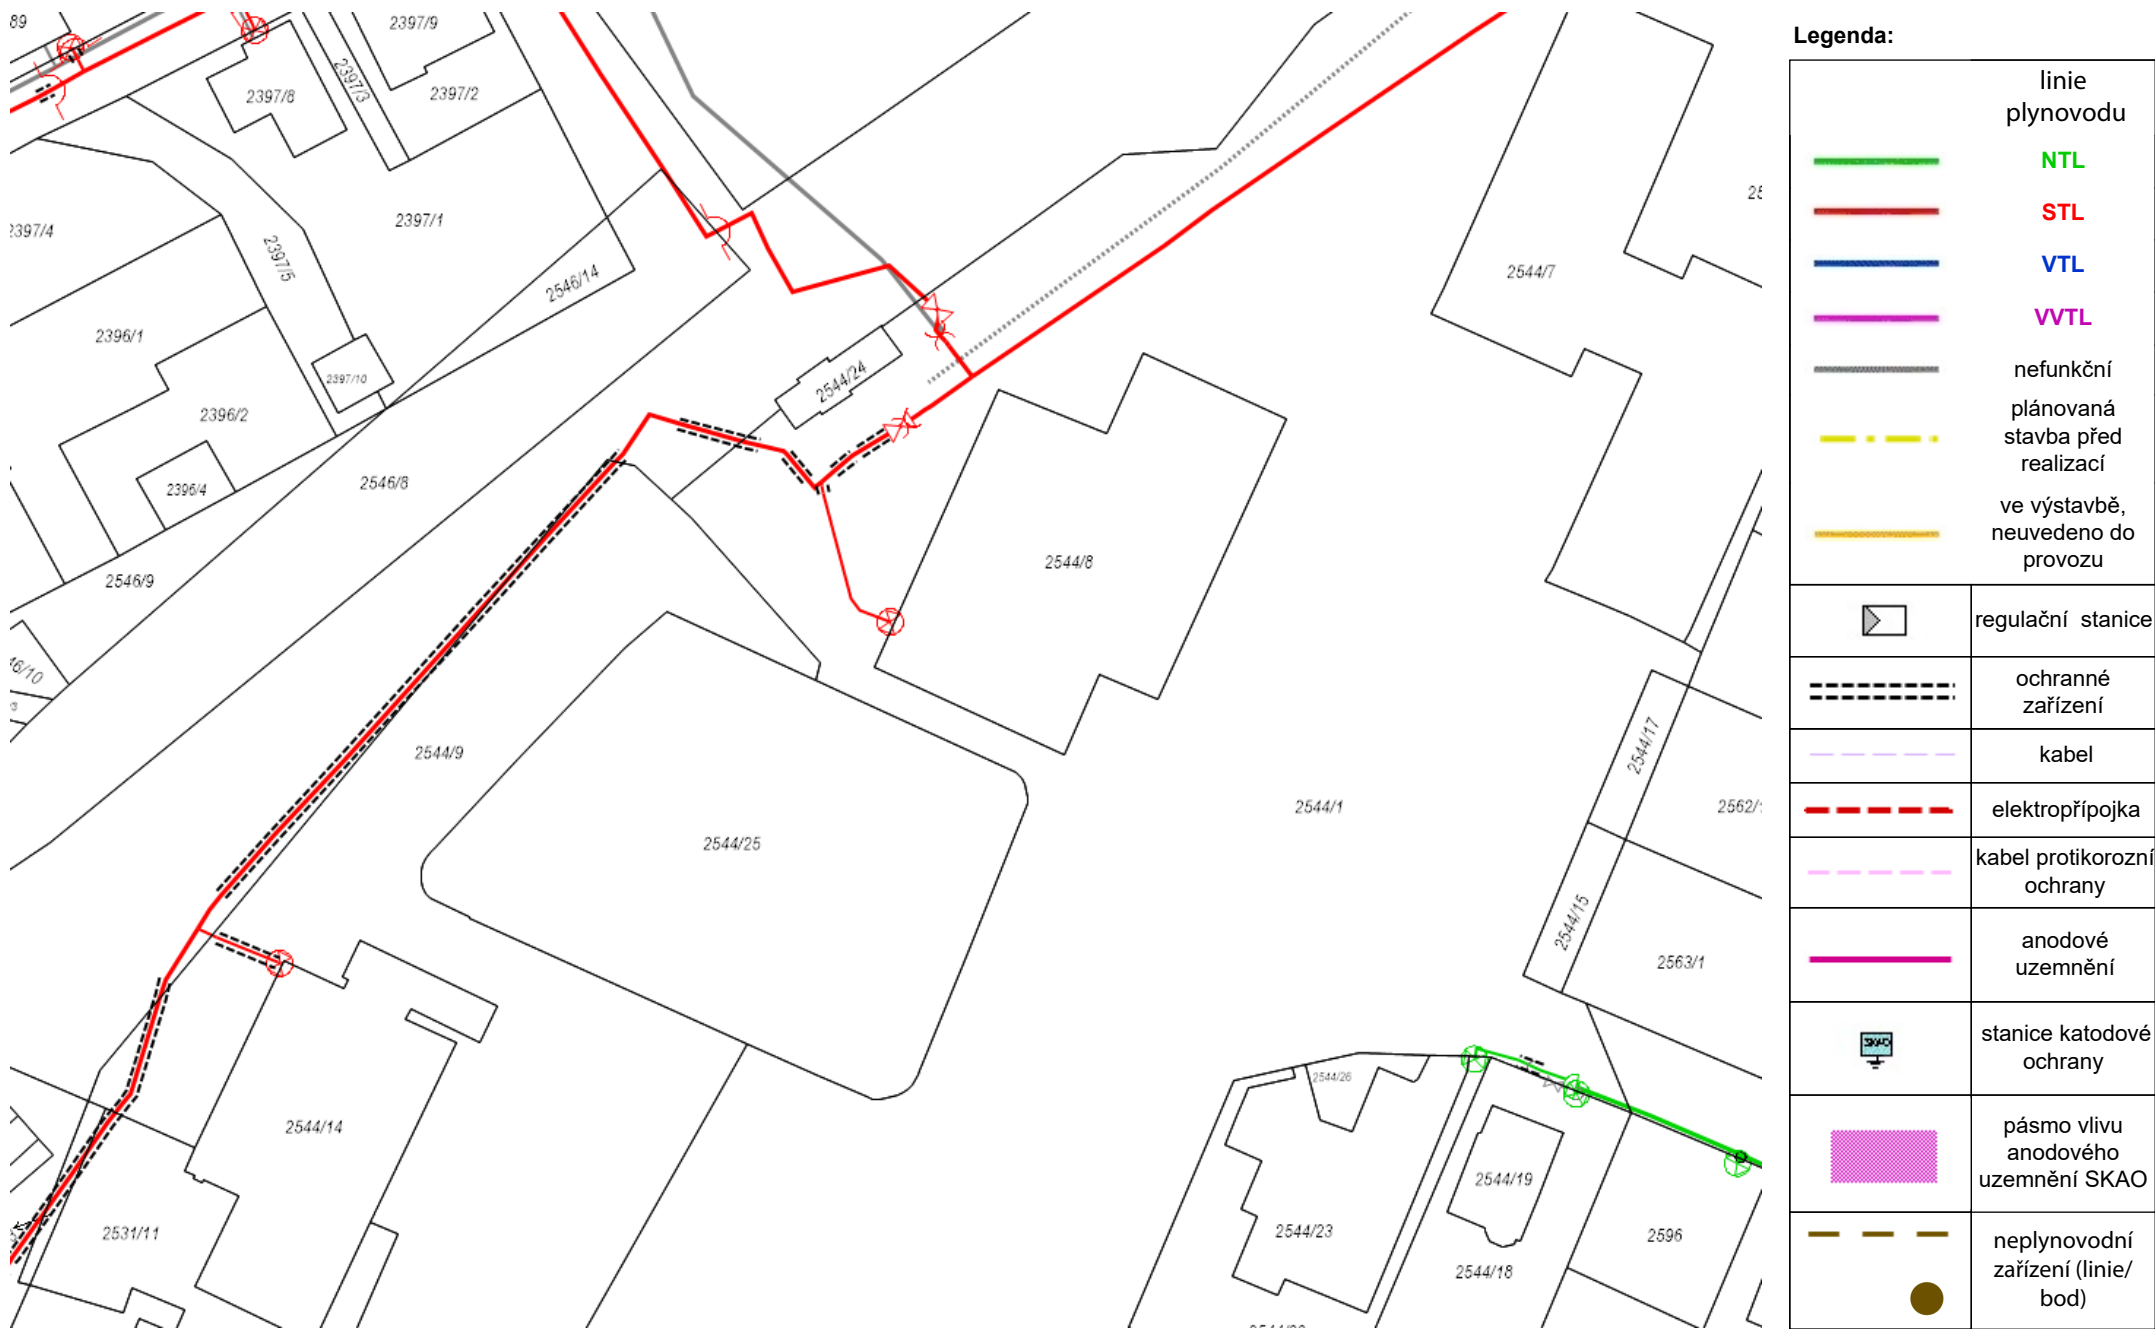 89
2397/9
2397/8
2397/3
2397/2
2397/4
2397/5
2397/1
2546/14
2396/1
2397/10
2396/2
2396/4
2546/8
2546/9
46/10
2544/24
2544/7
2544/8
2544/9
2544/25
2544/1
2544/17
2562/
2544/15
2563/1
2544/14
2531/11
2544/26
2544/19
2544/23
2544/18
2596
Legenda:
linie
plynovodu
NTL
STL
VTL
VVTL
nefunkční
plánovaná
stavba před
realizací
ve výstavbě,
neuvedeno do
provozu
regulační stanice
ochranné
zařízení
kabel
elektropřípojka
kabel protikorozní
ochrany
anodové
uzemnění
SKAO
stanice katodové
ochrany
pásmo vlivu
anodového
uzemnění SKAO
neplynovodní
zařízení (linie/
bod)